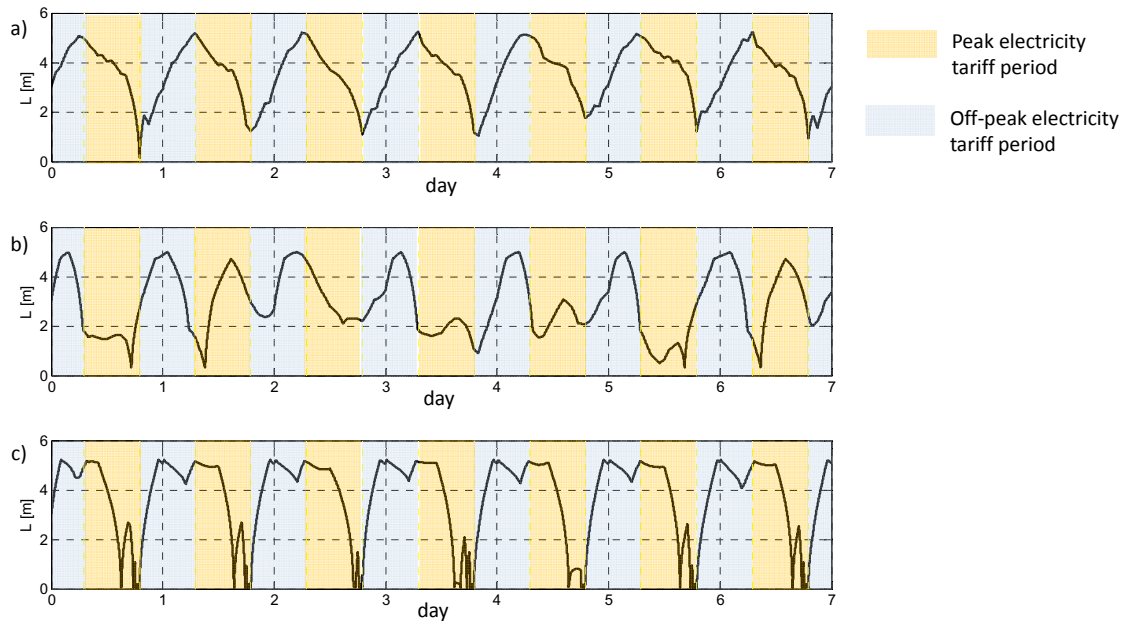 a)
L [m]
6
4
2
0
0 1 2 3 4 5 6 7
day
Peak electricity
tariff period
Off-peak electricity
tariff period
b)
L [m]
6
4
2
0
0 1 2 3 4 5 6 7
day
c)
L [m]
6
4
2
0
0 1 2 3 4 5 6 7
day